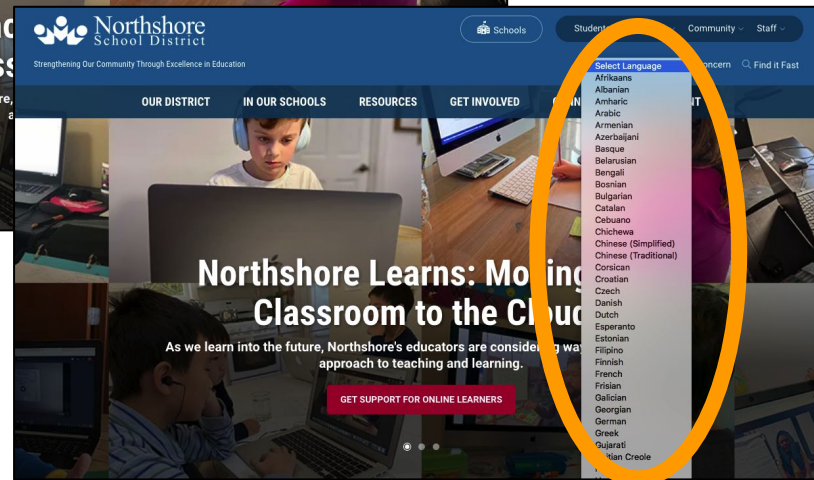 Northshore
School District
Strengthening Our Community Through Excellence in Education
Schools
Community
Staff
Find it Fast
OUR DISTRICT
IN OUR SCHOOLS
RESOURCES
GET INVOLVED
Northshore Learns:
Classroom to the
As we learn into the future, Northshore's educators are
approach to teaching and learning.
GET SUPPORT FOR ONLINE LEARNERS
Select Language
Afrikaans
Albanian
Amharic
Arabic
Armenian
Azerbaijani
Basque
Belarusian
Bengali
Bosnian
Bulgarian
Catalan
Cebuano
Chichewa
Chinese (Simplified)
Chinese (Traditional)
Corsican
Croatian
Czech
Danish
Dutch
Esperanto
Estonian
Filipino
Finnish
French
Frisian
Galician
Georgian
German
Greek
Gujarati
Creole